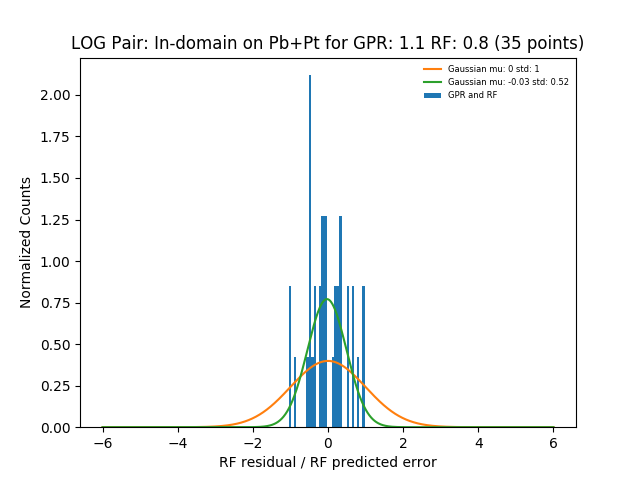 LOG Pair: In-domain on Pb+Pt for GPR: 1.1 RF: 0.8 (35 points)
Gaussian mu: 0 std: 1
Gaussian mu: -0.03 std: 0.52
GPR and RF
Normalized Counts
2.00
1.75
1.50
1.25
1.00
0.75
0.50
0.25
0.00
−6
−4
−2
0
2
4
6
RF residual / RF predicted error